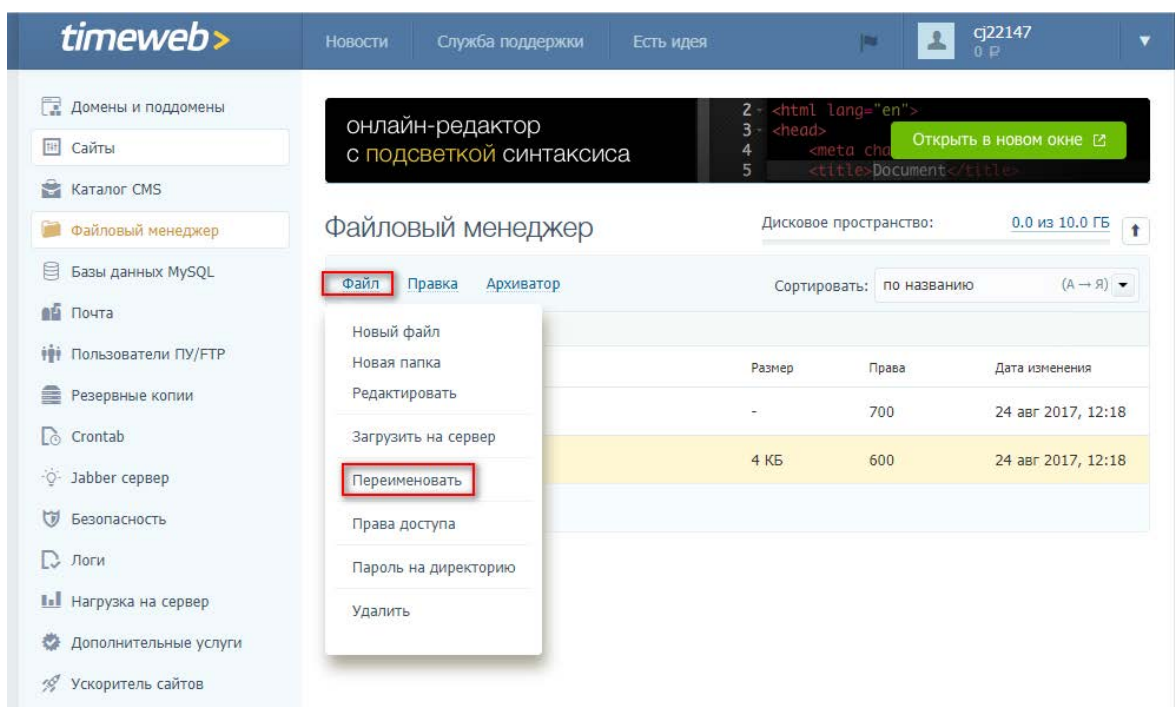 timeweb>
Новости Служба поддержки Есть идея cj22147
0 ₽
Домены и поддомены
Сайты
Каталог CMS
Файловый менеджер
Базы данных MySQL
Почта
Пользователи ПУ/FTP
Резервные копии
Crontab
Jabber сервер
Безопасность
Логи
Нагрузка на сервер
Дополнительные услуги
Ускоритель сайтов
онлайн-редактор
с подсветкой синтаксиса
2 <html lang="en">
3 <head>
4 <meta cha
5 <title>Document</title>
Открыть в новом окне
Файловый менеджер
Дисковое пространство: 0.0 из 10.0 ГБ
Файл Правка Архиватор
Сортировать: по названию (А → Я)
Новый файл
Новая папка
Редактировать
Загрузить на сервер
Переименовать
Права доступа
Пароль на директорию
Удалить
Размер Права Дата изменения
- 700 24 авг 2017, 12:18
4 КБ 600 24 авг 2017, 12:18